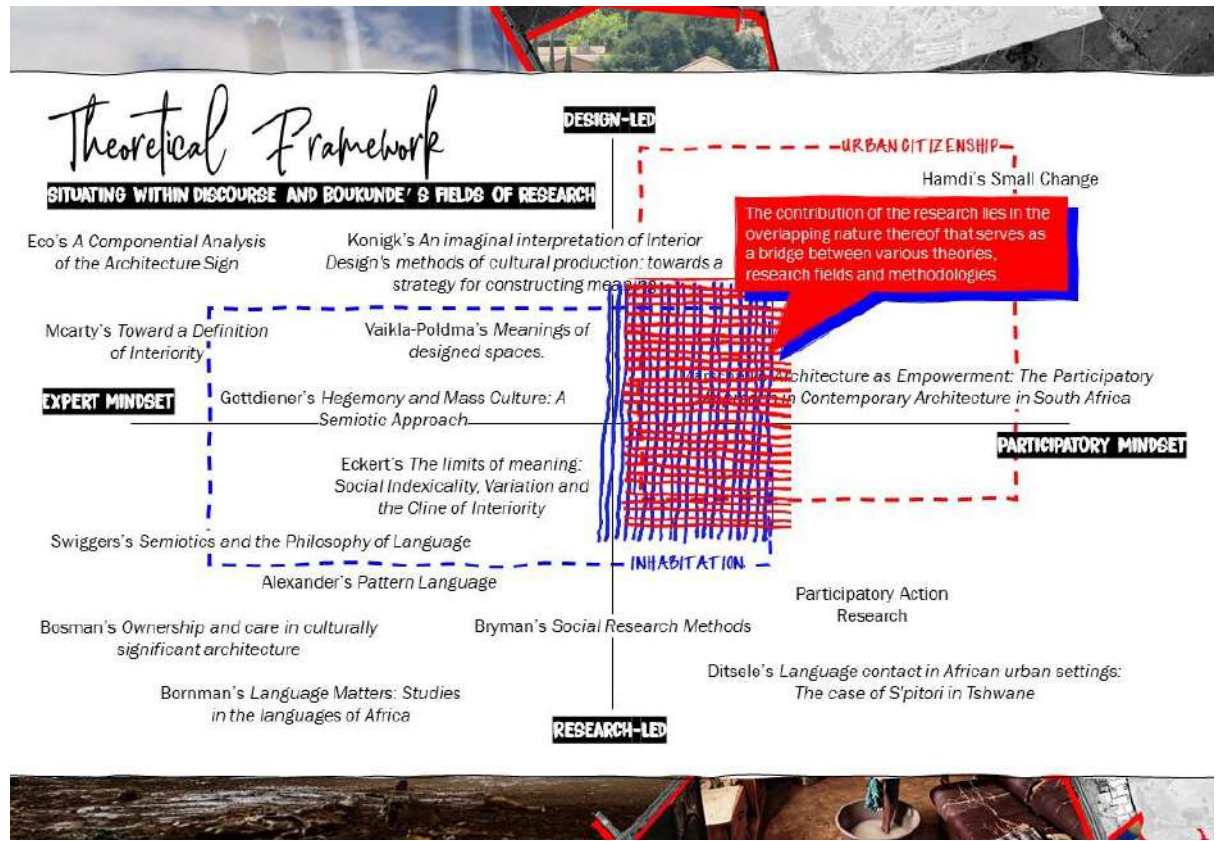 Theoretical Framework
SITUATING WITHIN DISCOURSE AND BOUKUNDE'S FIELDS OF RESEARCH
DESIGN-LED
URBAN CITIZENSHIP
Hamdi's Small Change
The contribution of the research lies in the
overlapping nature thereof that serves as
a bridge between various theories,
research fields and methodologies.
Eco's A Componential Analysis
of the Architecture Sign
Konigk's An imaginal interpretation of Interior
Design's methods of cultural production: towards a
strategy for constructing meaning
Mcarty's Toward a Definition
of Interiority
Vaikla-Poldma's Meanings of
designed spaces.
EXPERT MINDSET
Gottdiener's Hegemony and Mass Culture: A
Semiotic Approach
Architecture as Empowerment: The Participatory
in Contemporary Architecture in South Africa
PARTICIPATORY MINDSET
Eckert's The limits of meaning:
Social Indexicality, Variation and
the Cline of Interiority
Swiggers's Semiotics and the Philosophy of Language
INHABITATION
Alexander's Pattern Language
Participatory Action
Research
Bosman's Ownership and care in culturally
significant architecture
Bryman's Social Research Methods
Bornman's Language Matters: Studies
in the languages of Africa
Ditsele's Language contact in African urban settings:
The case of S'pitori in Tshwane
RESEARCH-LED